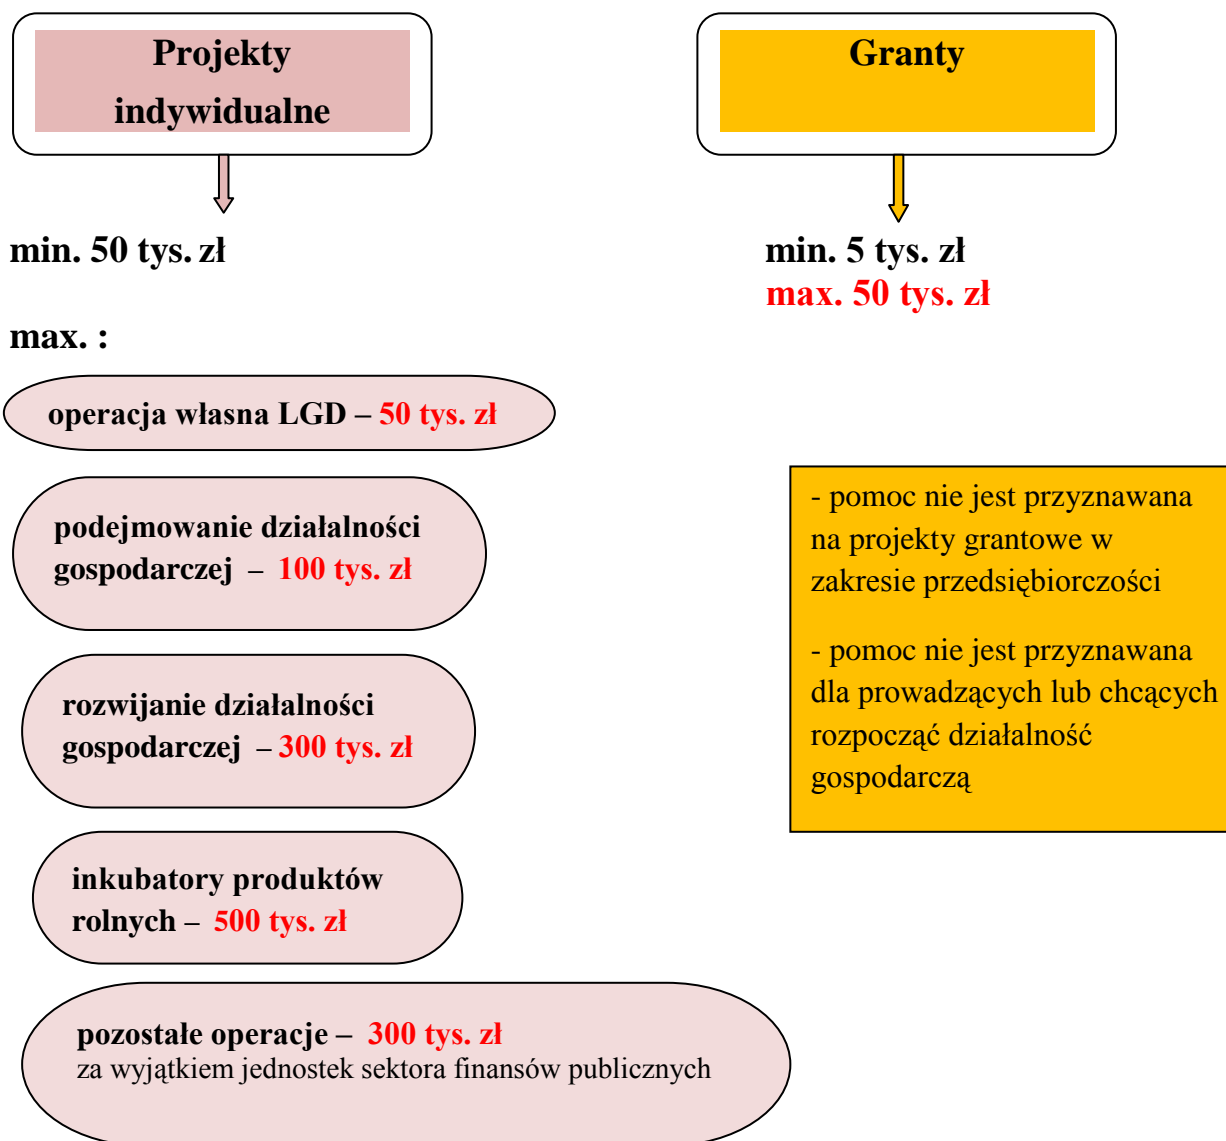 Projekty
indywidualne
min. 50 tys. zł
max. :
operacja własna LGD – 50 tys. zł
podejmowanie działalności
gospodarczej – 100 tys. zł
rozwijanie działalności
gospodarczej – 300 tys. zł
inkubatory produktów
rolnych – 500 tys. zł
pozostałe operacje – 300 tys. zł
za wyjątkiem jednostek sektora finansów publicznych
Granty
min. 5 tys. zł
max. 50 tys. zł
- pomoc nie jest przyznawana
na projekty grantowe w
zakresie przedsiębiorczości
- pomoc nie jest przyznawana
dla prowadzących lub chcących
rozpocząć działalność
gospodarczą